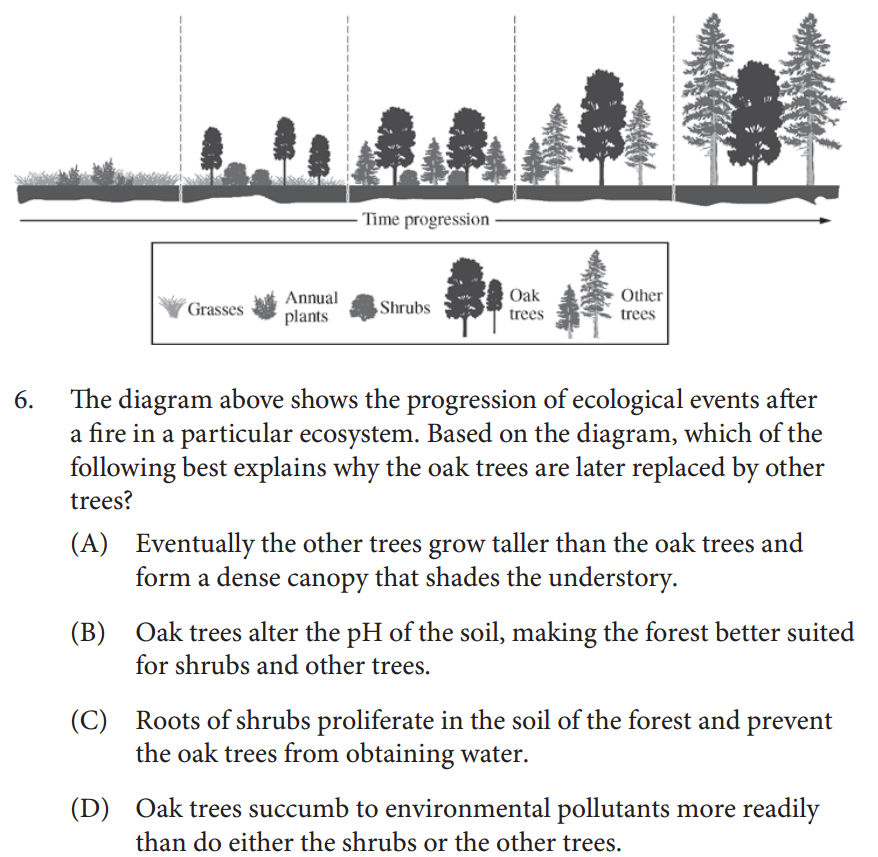 Time progression
Grasses
Annual
plants
Shrubs
Oak
trees
Other
trees
6. The diagram above shows the progression of ecological events after
a fire in a particular ecosystem. Based on the diagram, which of the
following best explains why the oak trees are later replaced by other
trees?
(A) Eventually the other trees grow taller than the oak trees and
form a dense canopy that shades the understory.
(B) Oak trees alter the pH of the soil, making the forest better suited
for shrubs and other trees.
(C) Roots of shrubs proliferate in the soil of the forest and prevent
the oak trees from obtaining water.
(D) Oak trees succumb to environmental pollutants more readily
than do either the shrubs or the other trees.